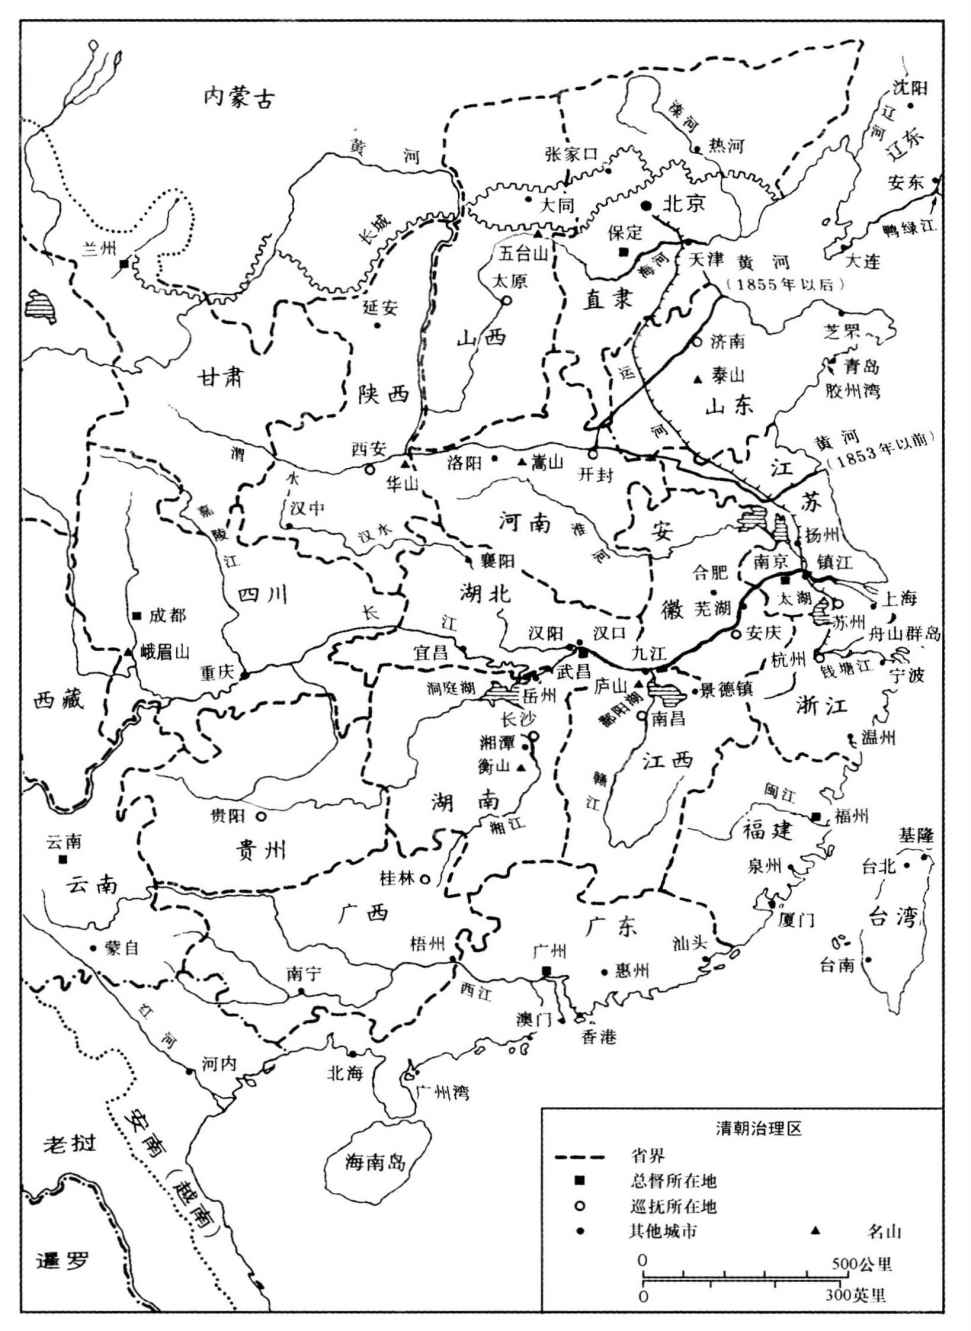 内蒙古
沈阳
辽河
辽东
滦河
热河
黄河
张家口
安东
鸭绿江
大同
北京
长城
保定
兰州
五台山
海河
天津
黄河
(1855年以后)
大连
太原
直隶
延安
山西
芝罘
济南
青岛
胶州湾
甘肃
运河
泰山
山东
陕西
黄河
(1853年以前)
渭水
西安
华山
洛阳
嵩山
开封
江苏
嘉陵江
汉中
汉水
河南
淮河
安徽
扬州
襄阳
合肥
南京
镇江
四川
湖北
芜湖
太湖
上海
苏州
成都
长江
汉阳
汉口
安庆
舟山群岛
峨眉山
宜昌
武昌
九江
杭州
钱塘江
宁波
重庆
洞庭湖
岳州
庐山
景德镇
西藏
鄱阳湖
浙江
长沙
南昌
湘潭
温州
衡山
江西
赣江
闽江
湖南
贵阳
湘江
福建
福州
基隆
云南
贵州
泉州
台北
云南
桂林
广西
厦门
台湾
广东
蒙自
梧州
广州
汕头
台南
南宁
惠州
西江
红河
澳门
香港
河内
北海
广州湾
安南(越南)
老挝
海南岛
暹罗
清朝治理区
省界
总督所在地
巡抚所在地
其他城市
名山
0
500公里
0
300英里